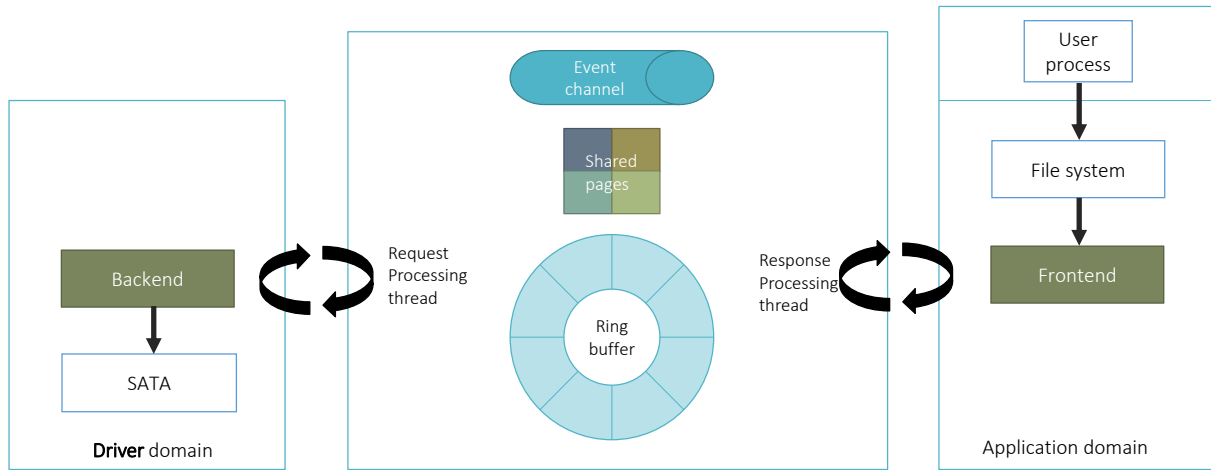 User
process
Event
channel
Shared
pages
File system
Backend
Request
Processing
thread
Response
Processing
thread
Frontend
Ring
buffer
SATA
Driver domain
Application domain